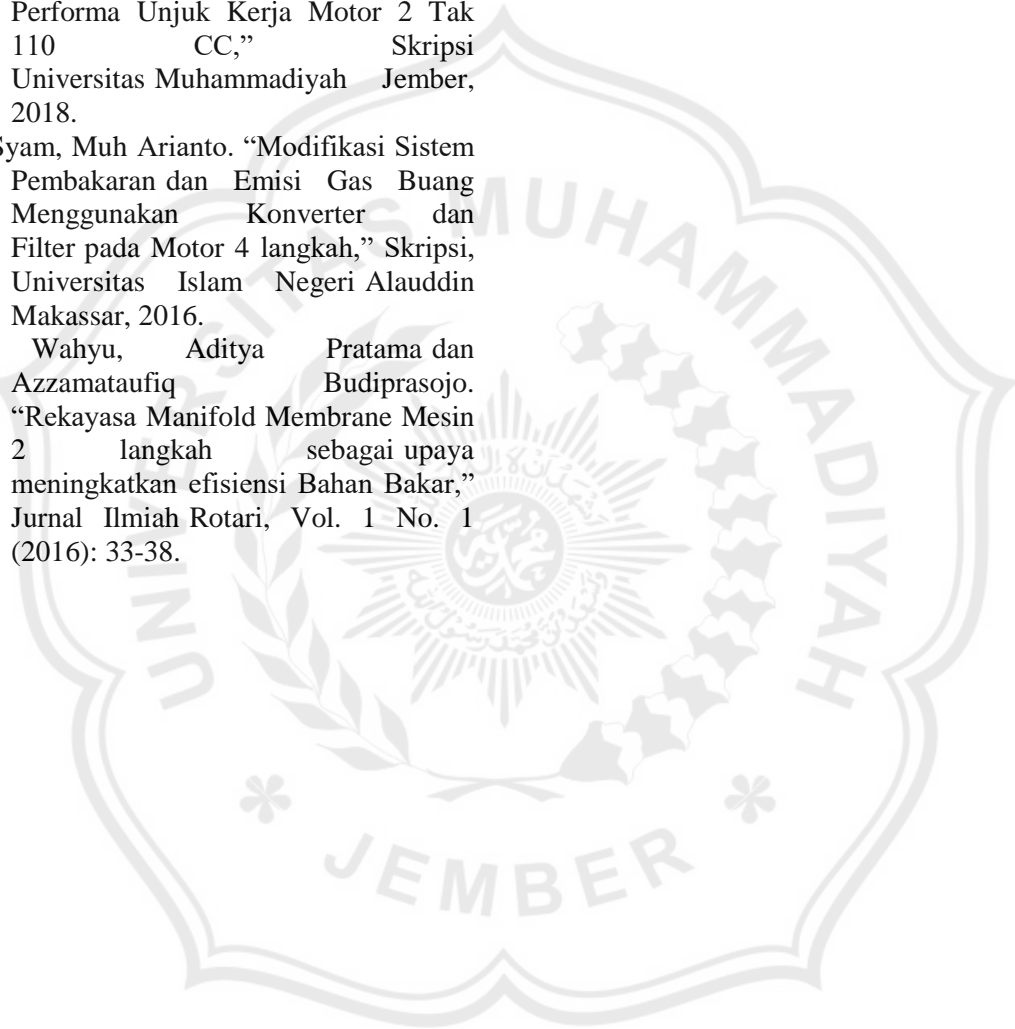 Performa Unjuk Kerja Motor 2 Tak
110 CC,” Skripsi
Universitas Muhammadiyah Jember,
2018.
Syam, Muh Arianto. “Modifikasi Sistem
Pembakaran dan Emisi Gas Buang
Menggunakan Konverter dan
Filter pada Motor 4 langkah,” Skripsi,
Universitas Islam Negeri Alauddin
Makassar, 2016.
Wahyu, Aditya Pratama dan
Azzamataufiq Budiprasojo.
“Rekayasa Manifold Membrane Mesin
2 langkah sebagai upaya
meningkatkan efisiensi Bahan Bakar,”
Jurnal Ilmiah Rotari, Vol. 1 No. 1
(2016): 33-38.
UNIVERSITAS MUHAMMADIYAH
JEMBER